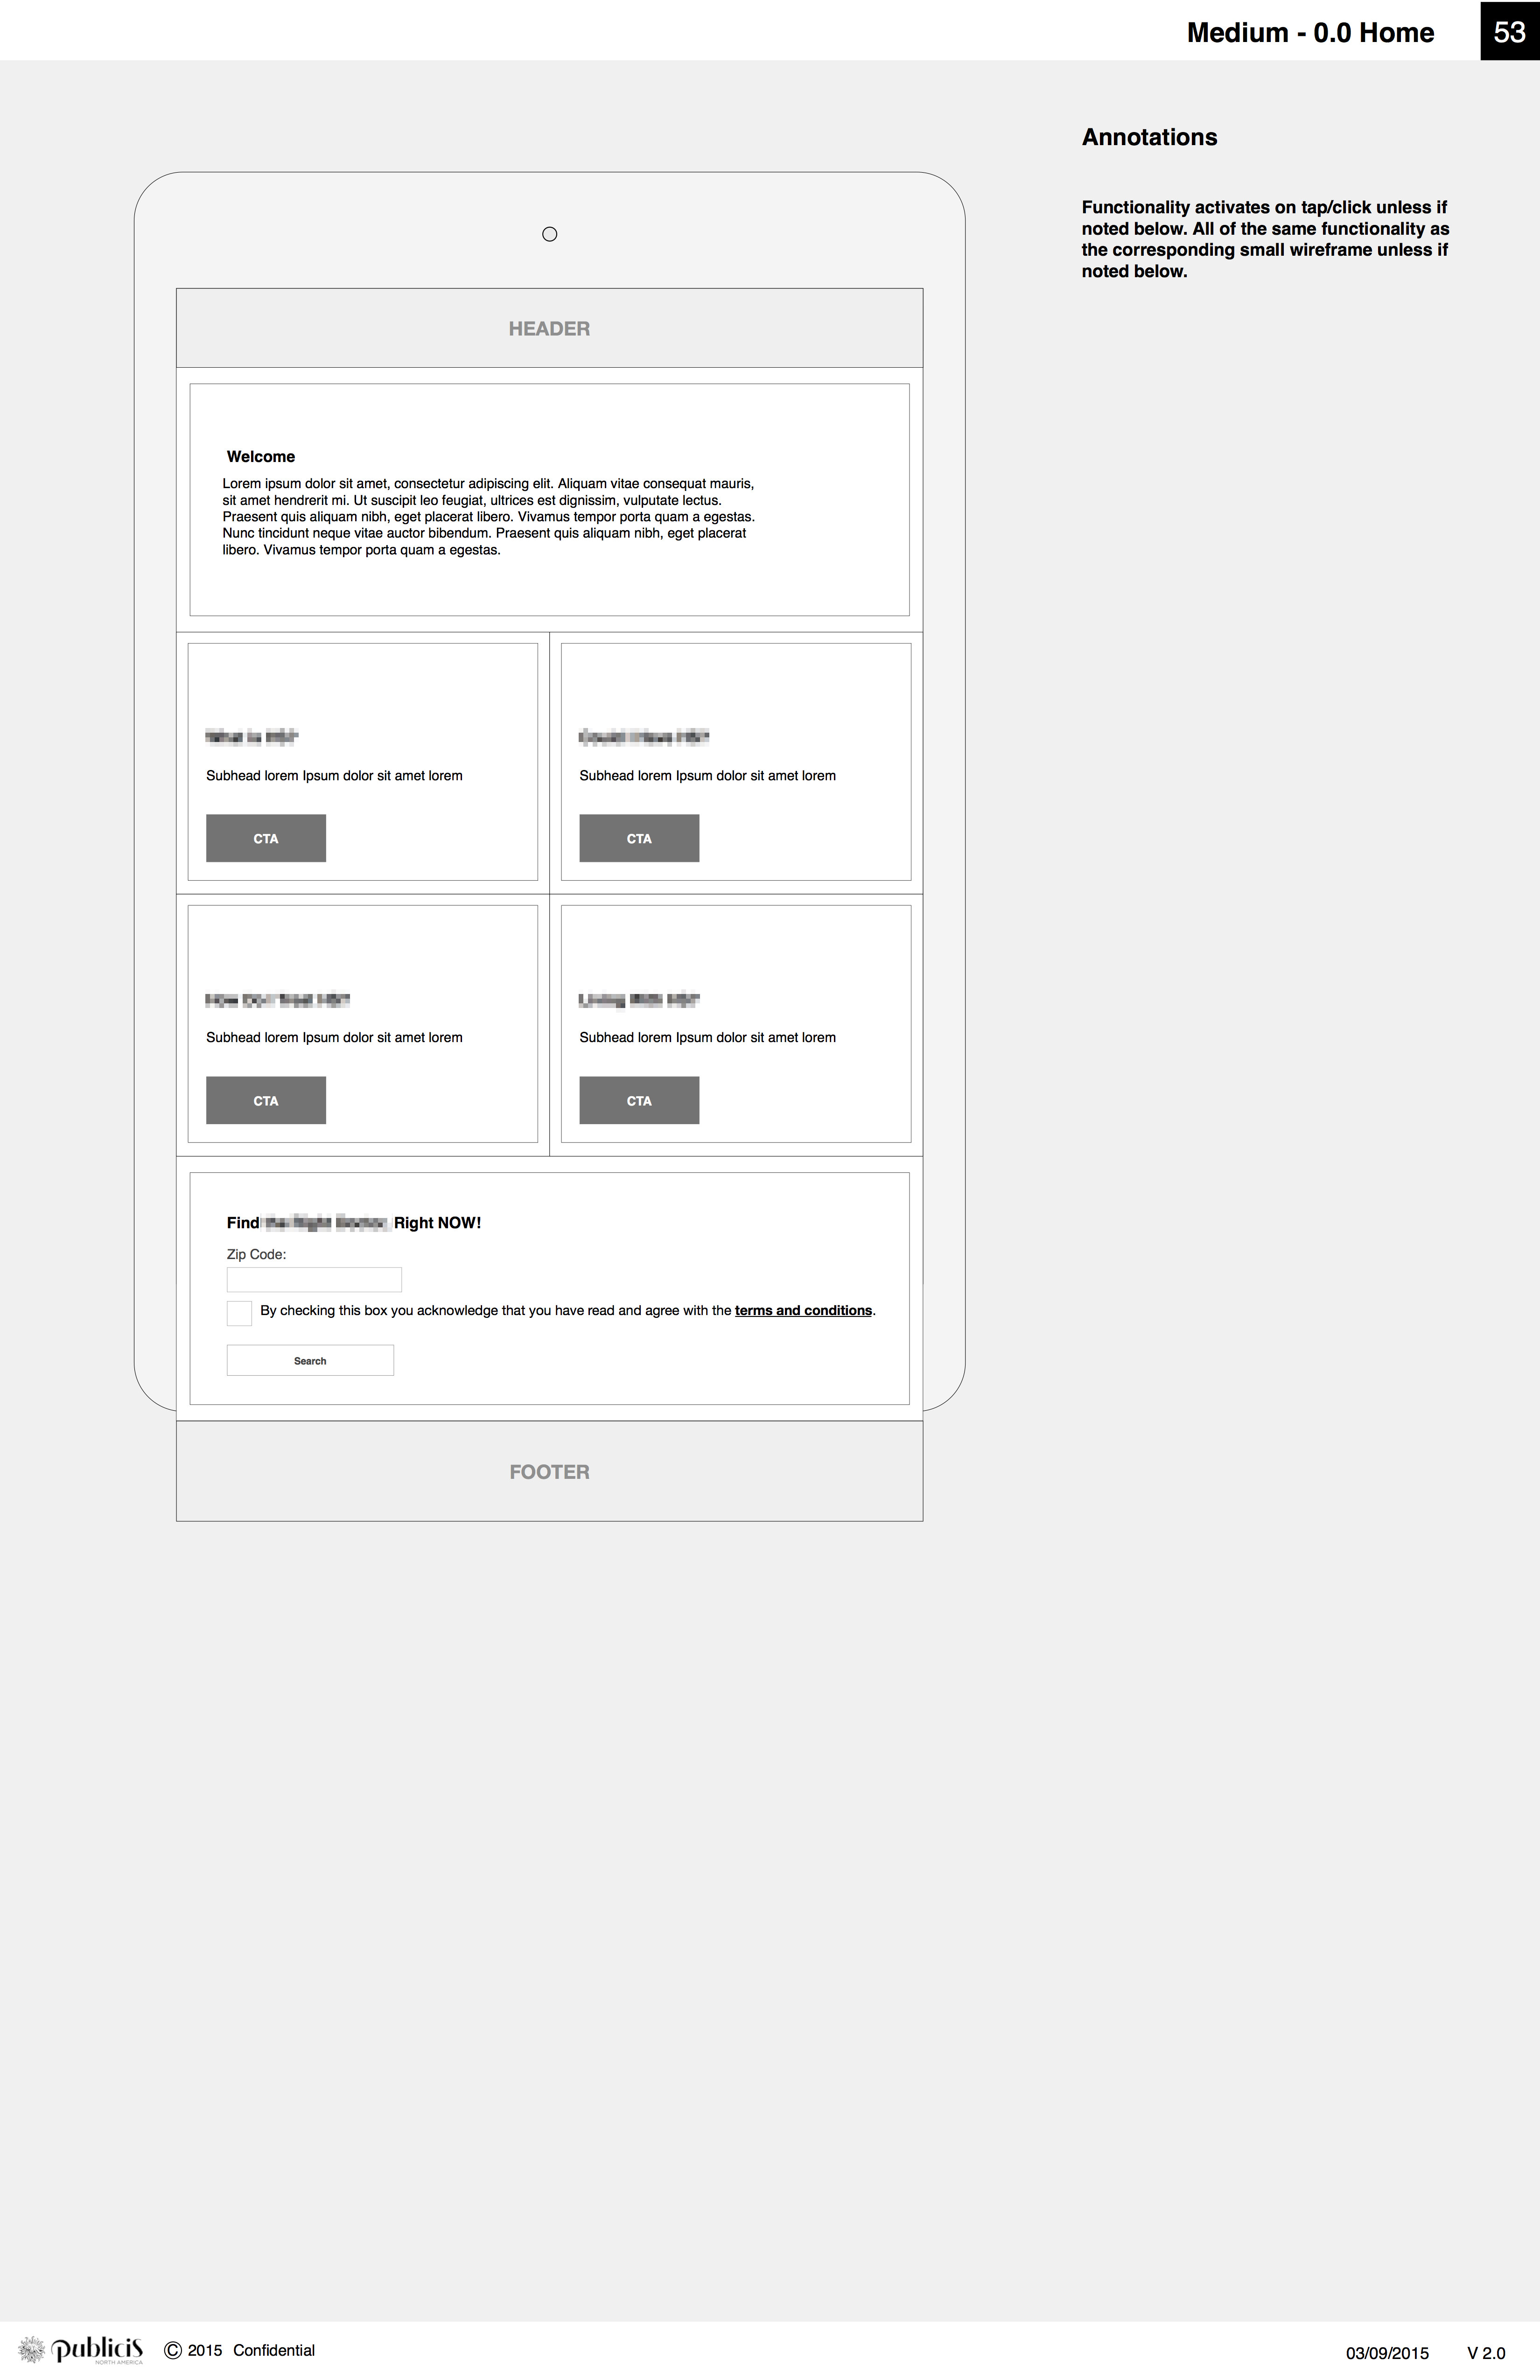 Medium - 0.0 Home
53
Annotations
Functionality activates on tap/click unless if
noted below. All of the same functionality as
the corresponding small wireframe unless if
noted below.
HEADER
Welcome
Lorem ipsum dolor sit amet, consectetur adipiscing elit. Aliquam vitae consequat mauris,
sit amet hendrerit mi. Ut suscipit leo feugiat, ultrices est dignissim, vulputate lectus.
Praesent quis aliquam nibh, eget placerat libero. Vivamus tempor porta quam a egestas.
Nunc tincidunt neque vitae auctor bibendum. Praesent quis aliquam nibh, eget placerat
libero. Vivamus tempor porta quam a egestas.
Subhead lorem Ipsum dolor sit amet lorem
CTA
Subhead lorem Ipsum dolor sit amet lorem
CTA
Subhead lorem Ipsum dolor sit amet lorem
CTA
Subhead lorem Ipsum dolor sit amet lorem
CTA
Find Right NOW!
Zip Code:
By checking this box you acknowledge that you have read and agree with the terms and conditions.
Search
FOOTER
publicis
NORTH AMERICA
© 2015 Confidential
03/09/2015 V 2.0